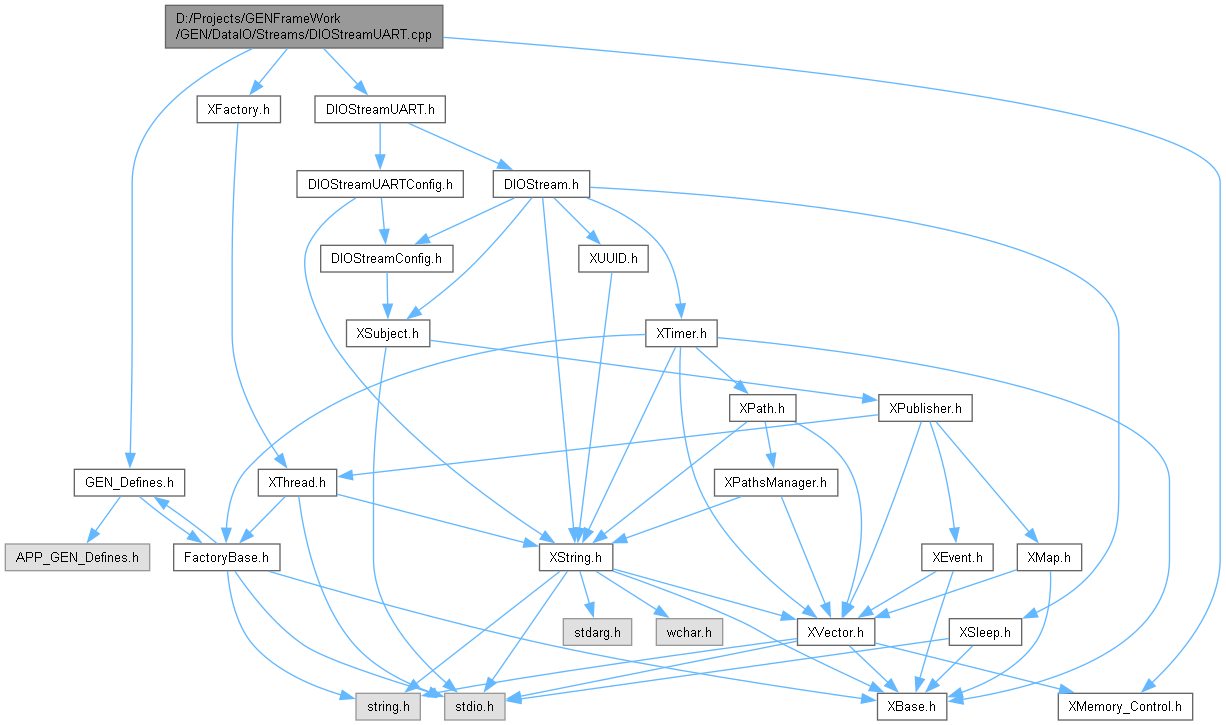 D:/Projects/GENFrameWork
/GEN/DataIO/Streams/DIOStreamUART.cpp
XFactory.h
DIOStreamUART.h
DIOStreamUARTConfig.h
DIOStream.h
DIOStreamConfig.h
XUUID.h
XSubject.h
XTimer.h
XPath.h
XPublisher.h
GEN_Defines.h
XThread.h
XPathsManager.h
APP_GEN_Defines.h
FactoryBase.h
XString.h
XEvent.h
XMap.h
stdarg.h
wchar.h
XVector.h
XSleep.h
string.h
stdio.h
XBase.h
XMemory_Control.h